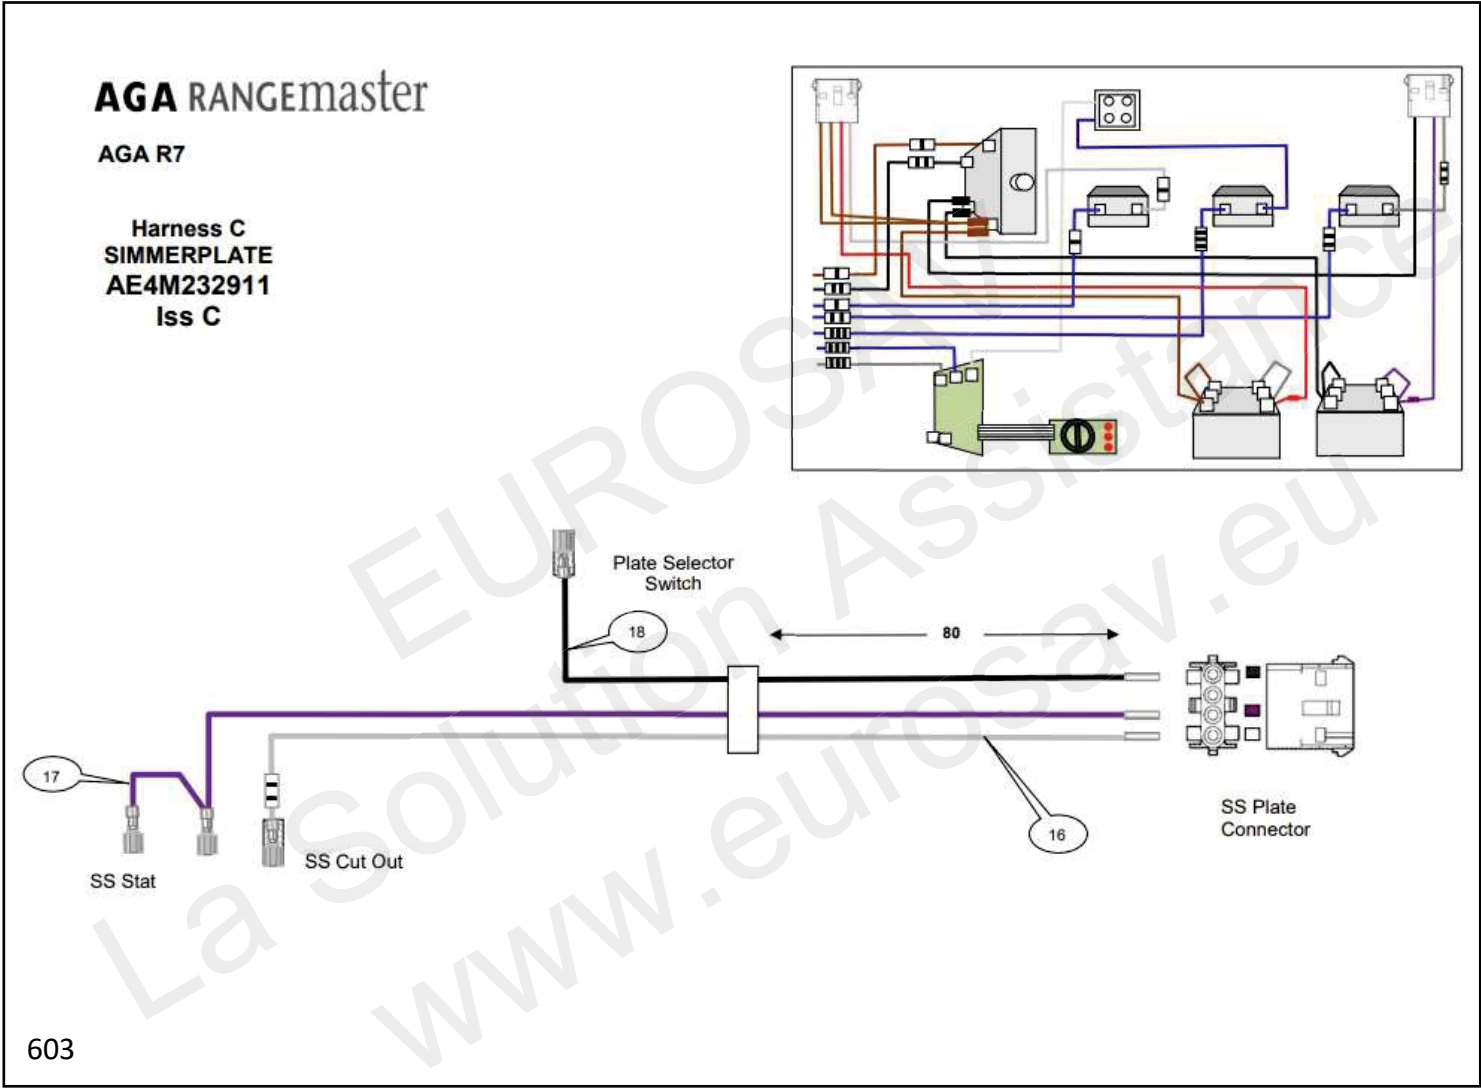 AGA RANGEmaster
AGA R7
Harness C
SIMMERPLATE
AE4M232911
Iss C
Plate Selector
Switch
18
80
17
16
SS Stat
SS Cut Out
SS Plate
Connector
EUROSAV
La Solution Assistance
www.eurosav.eu
603